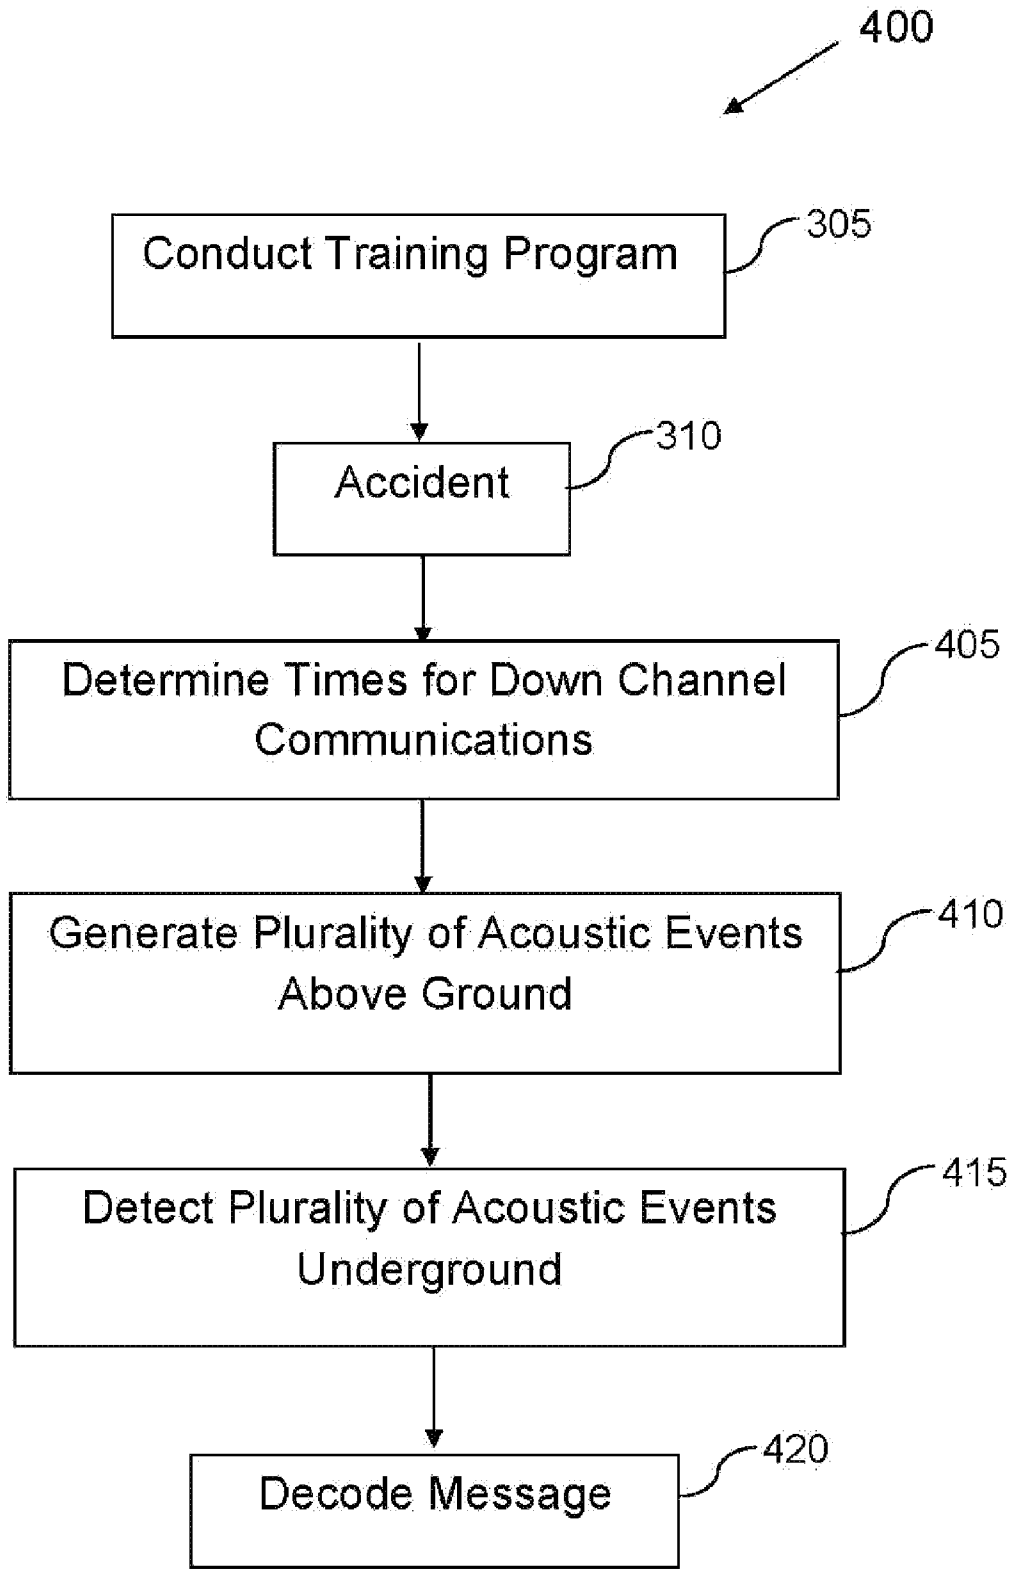 400
Conduct Training Program
305
Accident
310
Determine Times for Down Channel
Communications
405
Generate Plurality of Acoustic Events
Above Ground
410
Detect Plurality of Acoustic Events
Underground
415
Decode Message
420